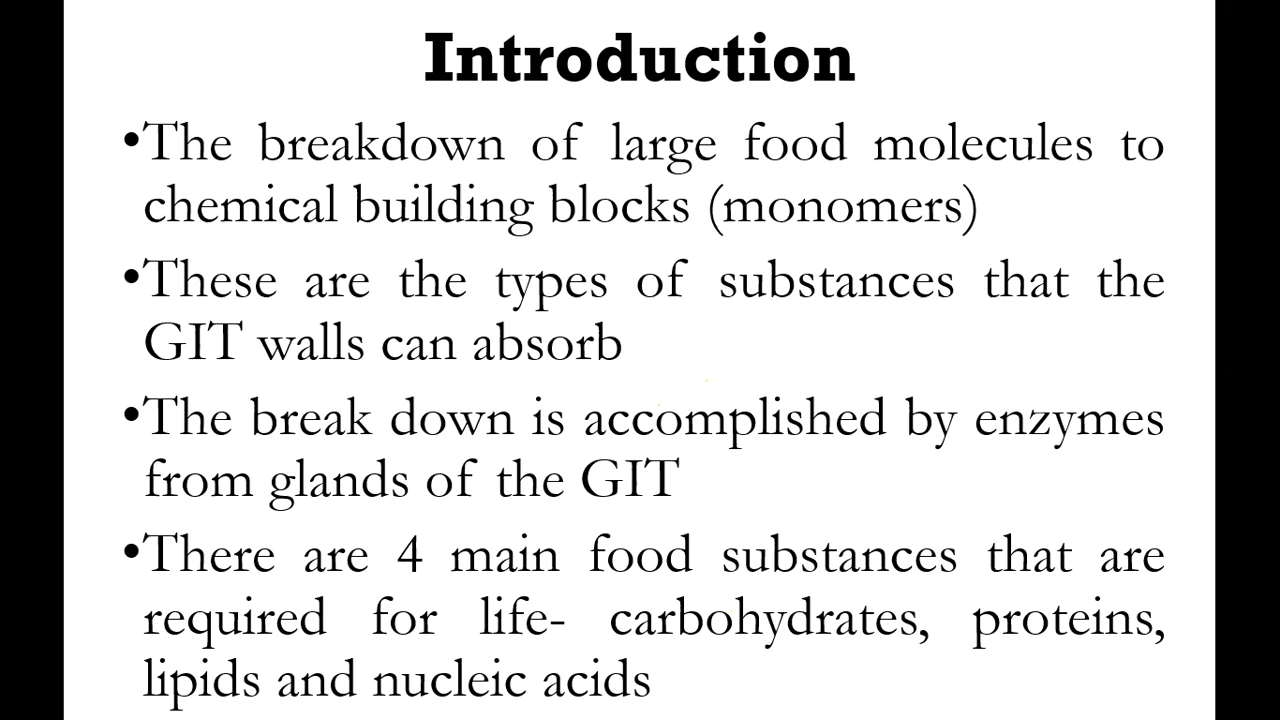 Introduction
•The breakdown of large food molecules to
chemical building blocks (monomers)
•These are the types of substances that the
GIT walls can absorb
•The break down is accomplished by enzymes
from glands of the GIT
•There are 4 main food substances that are
required for life- carbohydrates, proteins,
lipids and nucleic acids